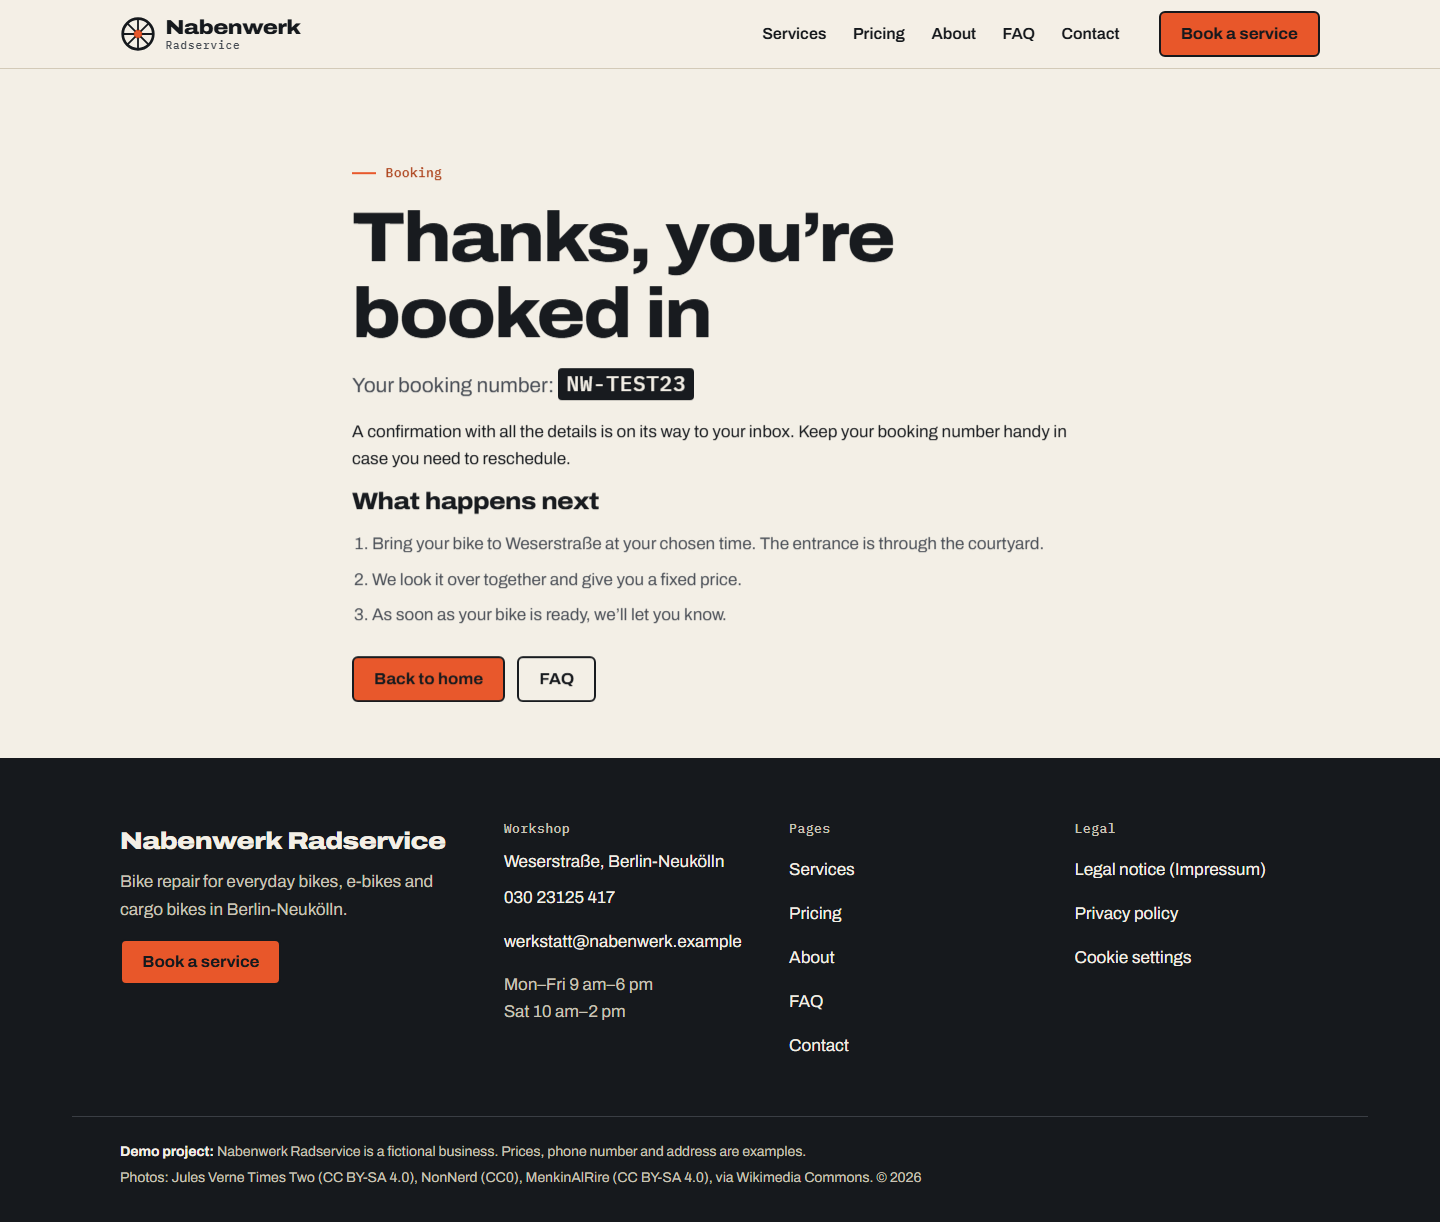 Nabenwerk
Radservice
Services
Pricing
About
FAQ
Contact
Book a service
Booking
Thanks, you’re
booked in
Your booking number: NW-TEST23
A confirmation with all the details is on its way to your inbox. Keep your booking number handy in
case you need to reschedule.
What happens next
1. Bring your bike to Weserstraße at your chosen time. The entrance is through the courtyard.
2. We look it over together and give you a fixed price.
3. As soon as your bike is ready, we’ll let you know.
Back to home
FAQ
Nabenwerk Radservice
Bike repair for everyday bikes, e-bikes and
cargo bikes in Berlin-Neukölln.
Book a service
Workshop
Weserstraße, Berlin-Neukölln
030 23125 417
werkstatt@nabenwerk.example
Mon–Fri 9 am–6 pm
Sat 10 am–2 pm
Pages
Services
Pricing
About
FAQ
Contact
Legal
Legal notice (Impressum)
Privacy policy
Cookie settings
Demo project: Nabenwerk Radservice is a fictional business. Prices, phone number and address are examples.
Photos: Jules Verne Times Two (CC BY-SA 4.0), NonNerd (CC0), MenkinAlRire (CC BY-SA 4.0), via Wikimedia Commons. © 2026